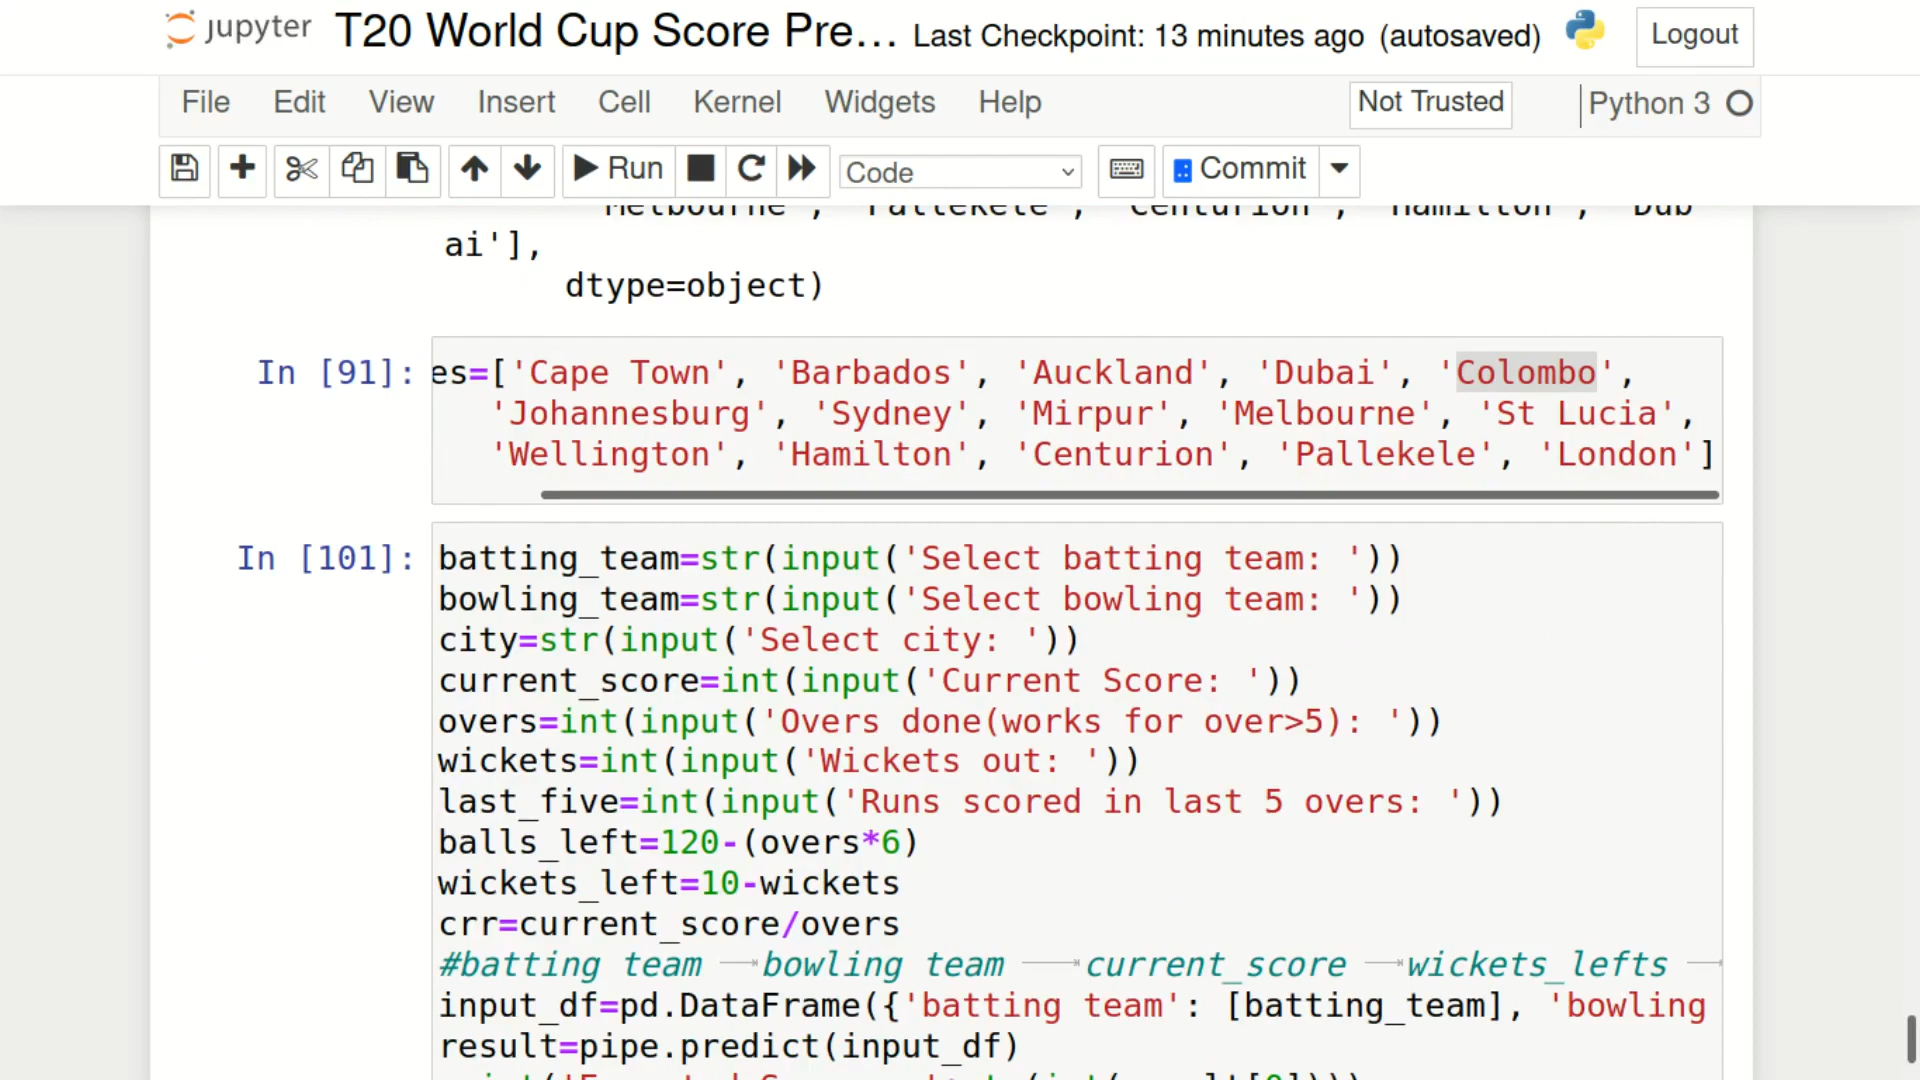 jupyter T20 World Cup Score Pre... Last Checkpoint: 13 minutes ago (autosaved) Logout
File Edit View Insert Cell Kernel Widgets Help Not Trusted Python 3
Run Code Commit
Melbourne', 'Pallekele', 'Centurion', 'Hamilton', 'Dub
ai'],
dtype=object)
In [91]: es=['Cape Town', 'Barbados', 'Auckland', 'Dubai', 'Colombo',
'Johannesburg', 'Sydney', 'Mirpur', 'Melbourne', 'St Lucia',
'Wellington', 'Hamilton', 'Centurion', 'Pallekele', 'London']
In [101]: batting_team=str(input('Select batting team: '))
bowling_team=str(input('Select bowling team: '))
city=str(input('Select city: '))
current_score=int(input('Current Score: '))
overs=int(input('Overs done(works for over>5): '))
wickets=int(input('Wickets out: '))
last_five=int(input('Runs scored in last 5 overs: '))
balls_left=120-(overs*6)
wickets_left=10-wickets
crr=current_score/overs
#batting team bowling team current_score wickets_lefts
input_df=pd.DataFrame({'batting team': [batting_team], 'bowling
result=pipe.predict(input_df)